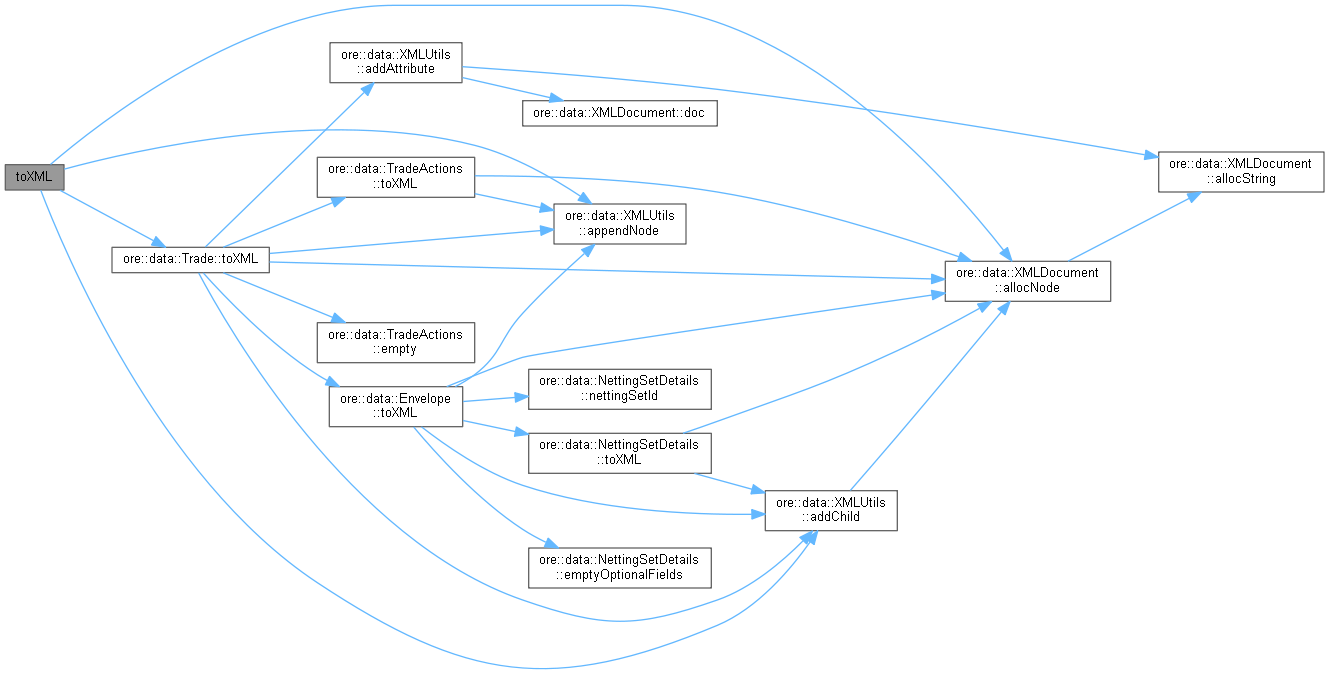 ore::data::XMLUtils
::addAttribute
ore::data::XMLDocument::doc
ore::data::XMLDocument
::allocString
toXML
ore::data::TradeActions
::toXML
ore::data::XMLUtils
::appendNode
ore::data::Trade::toXML
ore::data::XMLDocument
::allocNode
ore::data::TradeActions
::empty
ore::data::Envelope
::toXML
ore::data::NettingSetDetails
::nettingSetId
ore::data::NettingSetDetails
::toXML
ore::data::XMLUtils
::addChild
ore::data::NettingSetDetails
::emptyOptionalFields